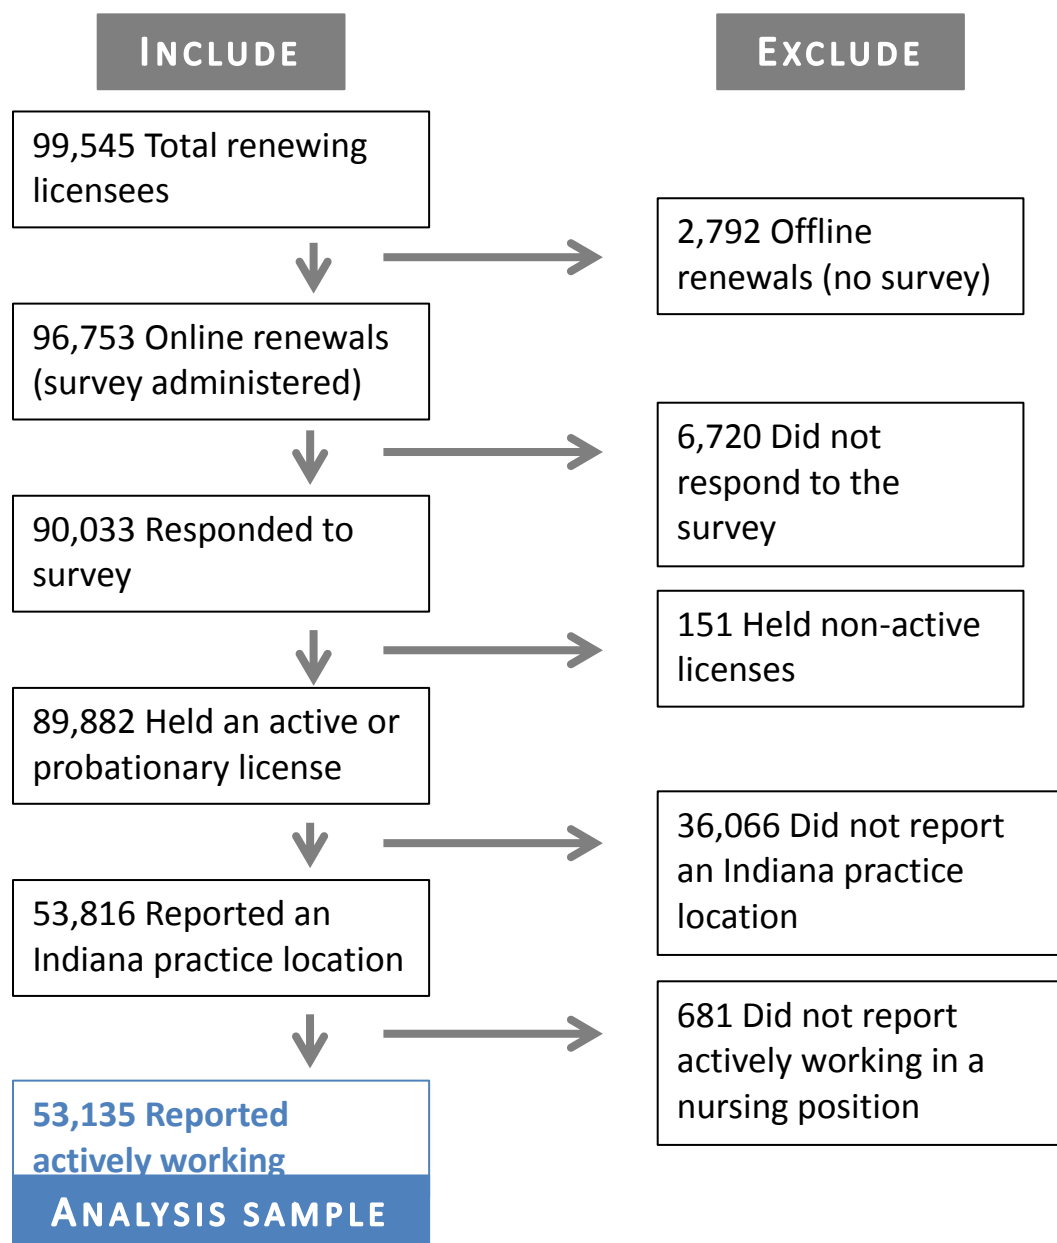 INCLUDE
EXCLUDE
99,545 Total renewing
licensees
2,792 Offline
renewals (no survey)
96,753 Online renewals
(survey administered)
6,720 Did not
respond to the
survey
90,033 Responded to
survey
151 Held non-active
licenses
89,882 Held an active or
probationary license
36,066 Did not report
an Indiana practice
location
53,816 Reported an
Indiana practice location
681 Did not report
actively working in a
nursing position
53,135 Reported
actively working
ANALYSIS SAMPLE